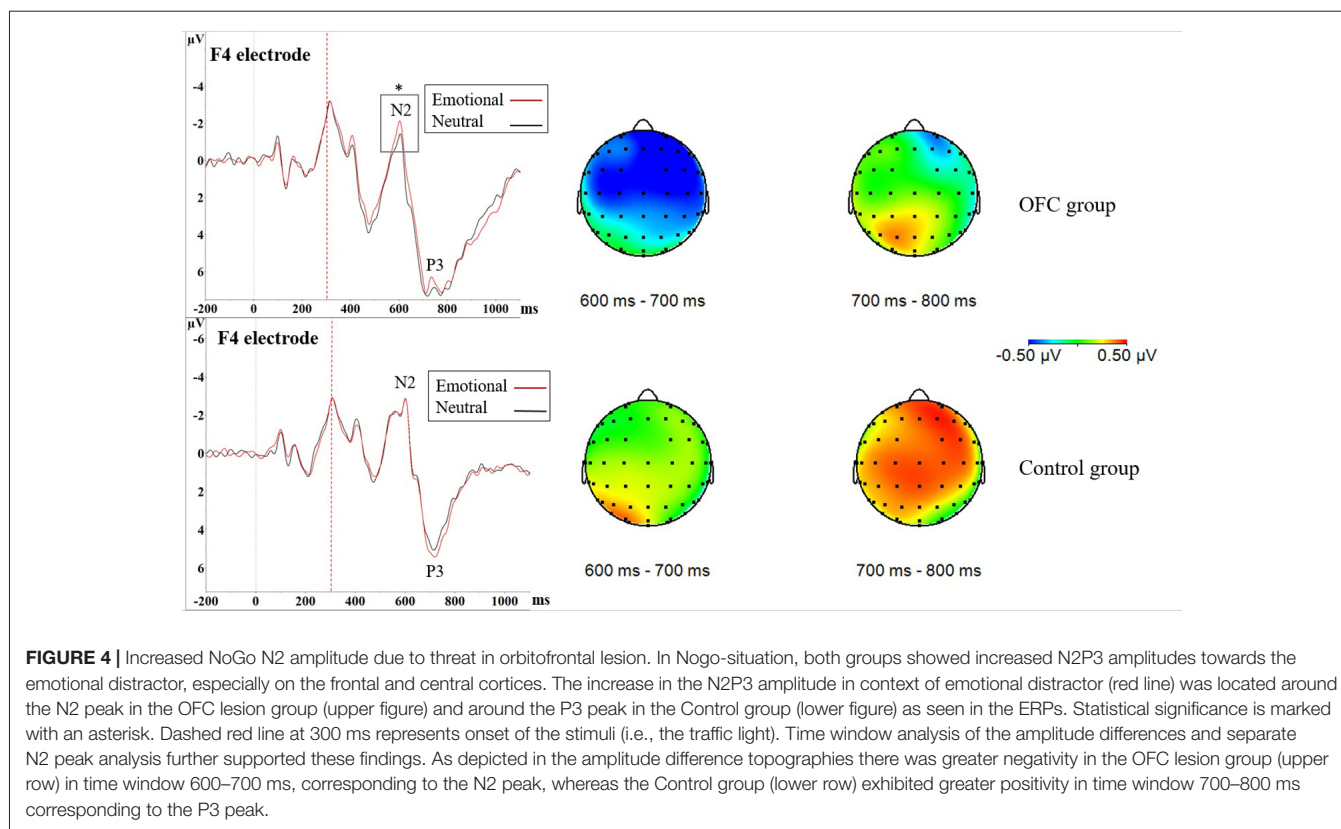 µV
F4 electrode
-4
-2
0
2
4
6
*
N2
Emotional
Neutral
P3
-200 0 200 400 600 800 1000 ms
600 ms - 700 ms
700 ms - 800 ms
OFC group
µV
F4 electrode
-6
-4
-2
0
2
4
6
N2
Emotional
Neutral
P3
-200 0 200 400 600 800 1000 ms
-0.50 µV 0.50 µV
600 ms - 700 ms
700 ms - 800 ms
Control group
FIGURE 4 | Increased NoGo N2 amplitude due to threat in orbitofrontal lesion. In Nogo-situation, both groups showed increased N2P3 amplitudes towards the
emotional distractor, especially on the frontal and central cortices. The increase in the N2P3 amplitude in context of emotional distractor (red line) was located around
the N2 peak in the OFC lesion group (upper figure) and around the P3 peak in the Control group (lower figure) as seen in the ERPs. Statistical significance is marked
with an asterisk. Dashed red line at 300 ms represents onset of the stimuli (i.e., the traffic light). Time window analysis of the amplitude differences and separate
N2 peak analysis further supported these findings. As depicted in the amplitude difference topographies there was greater negativity in the OFC lesion group (upper
row) in time window 600–700 ms, corresponding to the N2 peak, whereas the Control group (lower row) exhibited greater positivity in time window 700–800 ms
corresponding to the P3 peak.